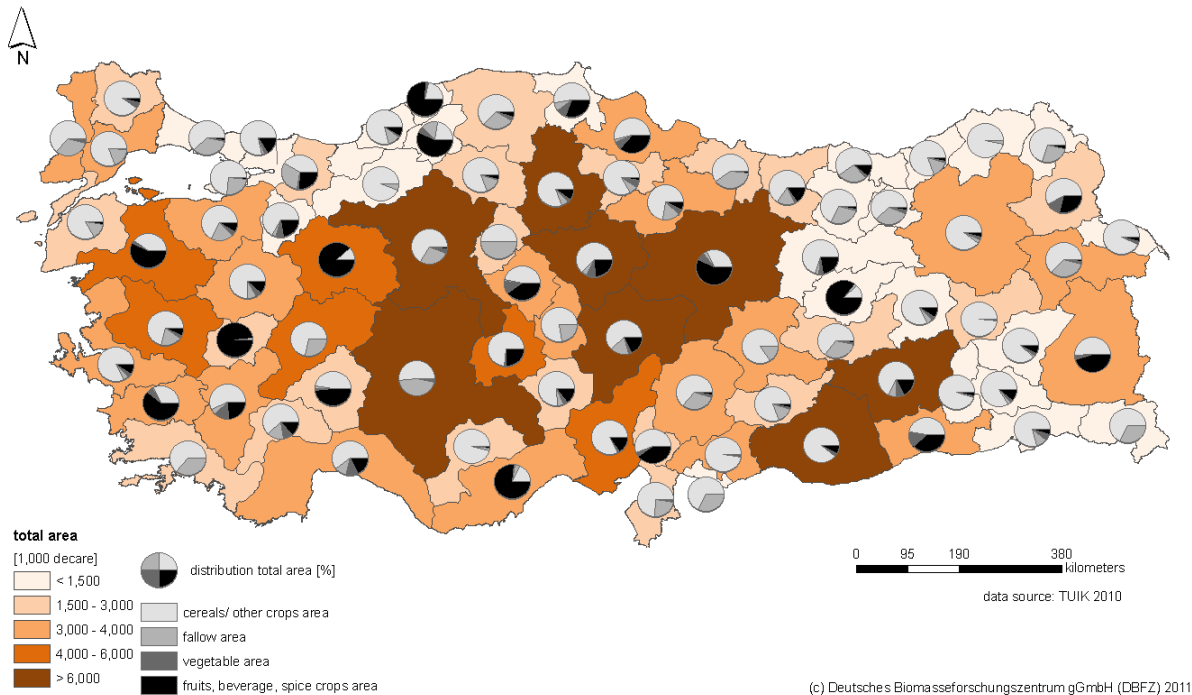 N
total area
[1,000 decare]
< 1,500
1,500 - 3,000
3,000 - 4,000
4,000 - 6,000
> 6,000
distribution total area [%]
cereals/ other crops area
fallow area
vegetable area
fruits, beverage, spice crops area
0 95 190 380
kilometers
data source: TUIK 2010
(c) Deutsches Biomasseforschungszentrum gGmbH (DBFZ) 2011